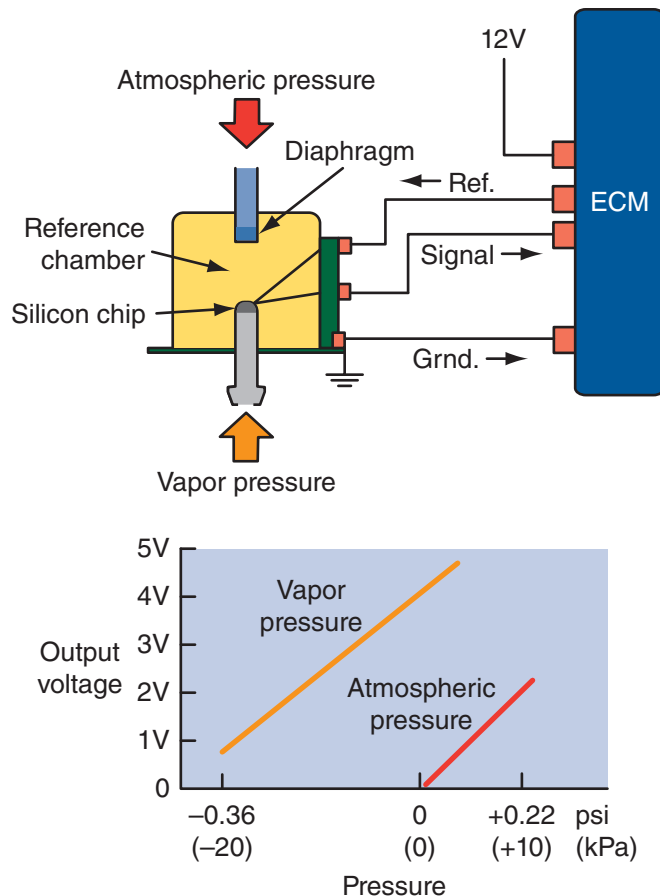 12V
Atmospheric pressure
Diaphragm
Ref.
ECM
Reference
chamber
Signal
Silicon chip
Grnd.
Vapor pressure
5V
4V
3V
2V
1V
0
Output
voltage
Vapor
pressure
Atmospheric
pressure
–0.36 0 +0.22 psi
(–20) (0) (+10) (kPa)
Pressure